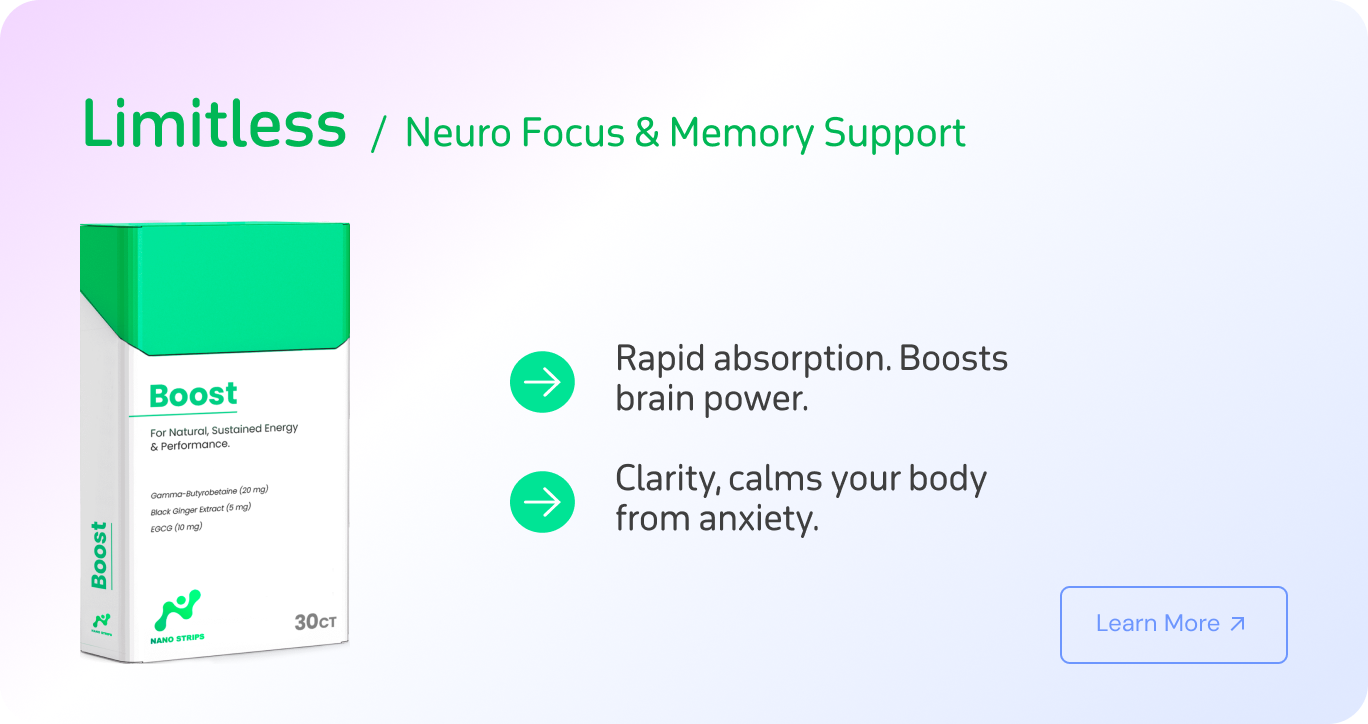 Limitless / Neuro Focus & Memory Support
Boost
For Natural, Sustained Energy
& Performance.
Gamma-Butyrobetaine (20 mg)
Black Ginger Extract (5 mg)
EGCG (10 mg)
NANO STRIPS
30CT
Boost
NANO STRIPS
Rapid absorption. Boosts
brain power.
Clarity, calms your body
from anxiety.
Learn More